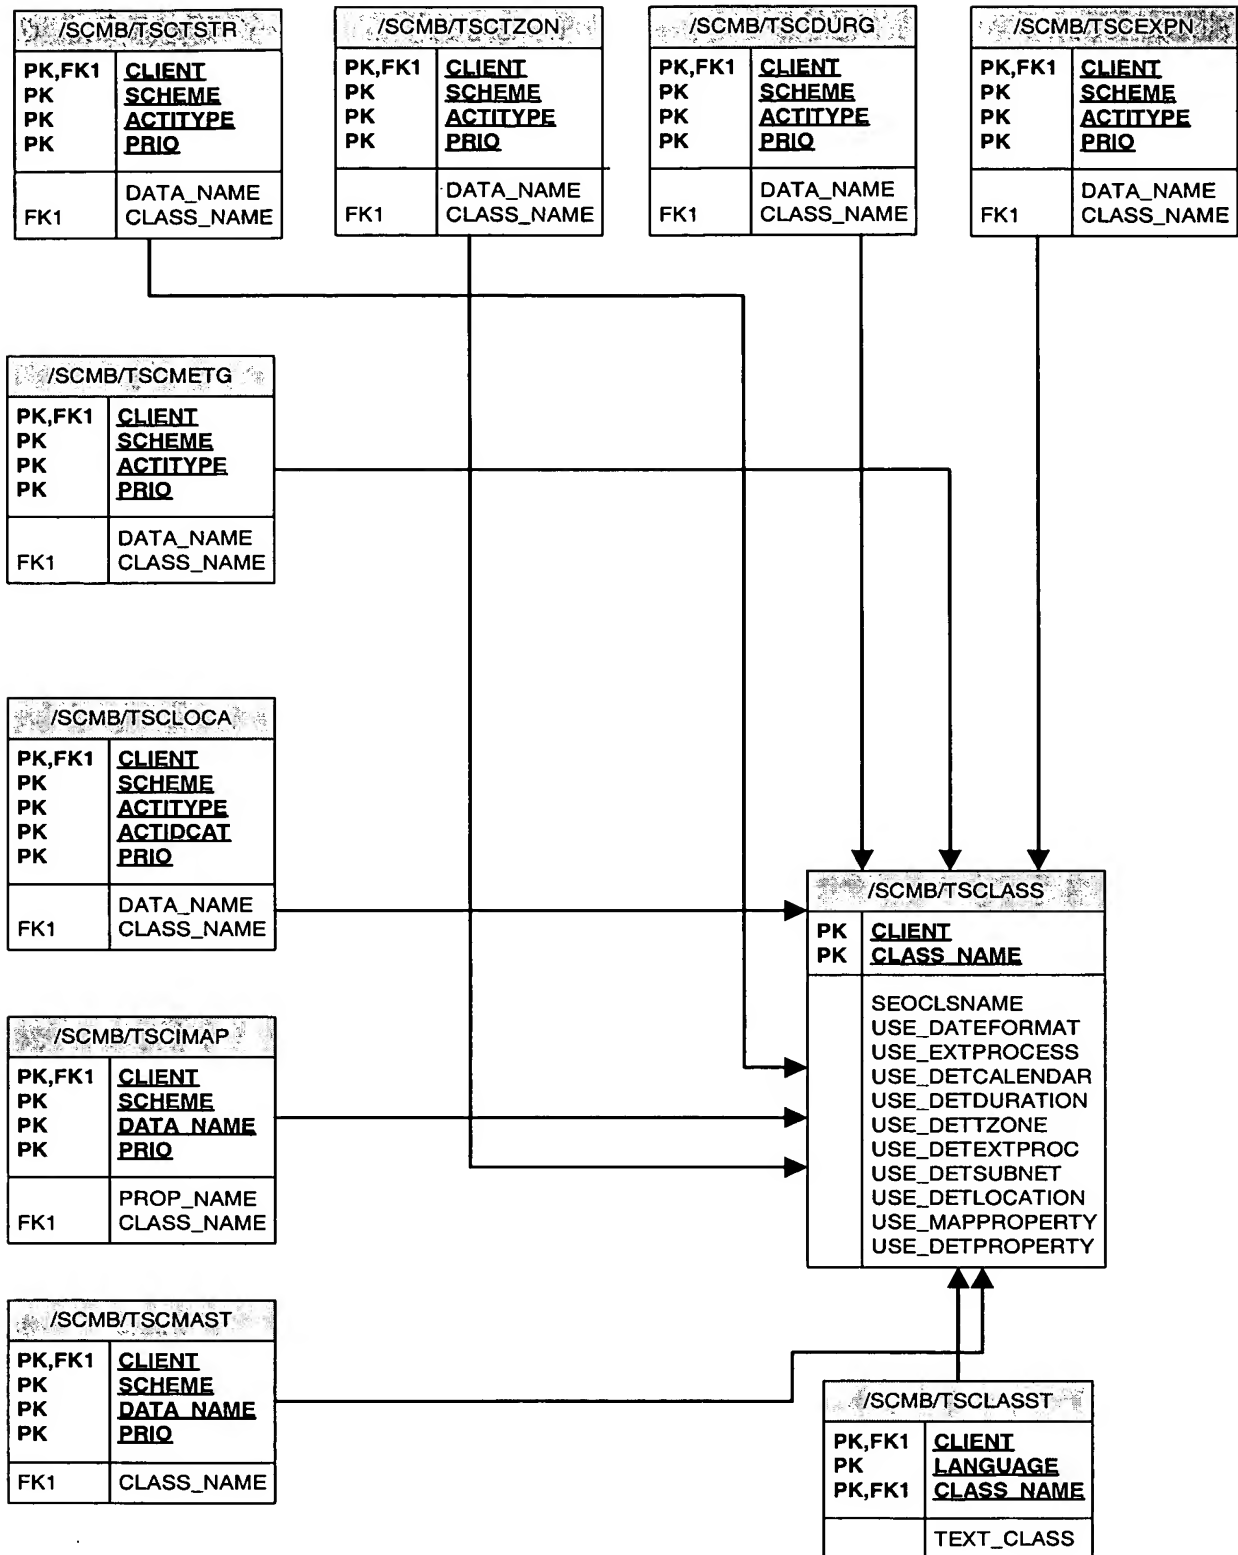 /SCMB/TSCTSTR
PK,FK1 CLIENT
PK SCHEME
PK ACTITYPE
PK PRIO
DATA_NAME
FK1 CLASS_NAME
/SCMB/TSCTZON
PK,FK1 CLIENT
PK SCHEME
PK ACTITYPE
PK PRIO
DATA_NAME
FK1 CLASS_NAME
/SCMB/TSCDURG
PK,FK1 CLIENT
PK SCHEME
PK ACTITYPE
PK PRIO
DATA_NAME
FK1 CLASS_NAME
/SCMB/TSCEXPN
PK,FK1 CLIENT
PK SCHEME
PK ACTITYPE
PK PRIO
DATA_NAME
FK1 CLASS_NAME
/SCMB/TSCMETG
PK,FK1 CLIENT
PK SCHEME
PK ACTITYPE
PK PRIO
DATA_NAME
FK1 CLASS_NAME
/SCMB/TSCLOCA
PK,FK1 CLIENT
PK SCHEME
PK ACTITYPE
PK ACTIDCAT
PK PRIO
DATA_NAME
FK1 CLASS_NAME
/SCMB/TSCLASS
PK CLIENT
PK CLASS_NAME
SEOCLSNAME
USE_DATEFORMAT
USE_EXTPROCESS
USE_DETCALENDAR
USE_DETDURATION
USE_DETTZONE
USE_DETEXTPROC
USE_DETSUBNET
USE_DETLOCATION
USE_MAPPROPERTY
USE_DETPROPERTY
/SCMB/TSCIMAP
PK,FK1 CLIENT
PK SCHEME
PK DATA_NAME
PK PRIO
PROP_NAME
FK1 CLASS_NAME
/SCMB/TSCMAST
PK,FK1 CLIENT
PK SCHEME
PK DATA_NAME
PK PRIO
FK1 CLASS_NAME
/SCMB/TSCLASST
PK,FK1 CLIENT
PK LANGUAGE
PK,FK1 CLASS_NAME
TEXT_CLASS